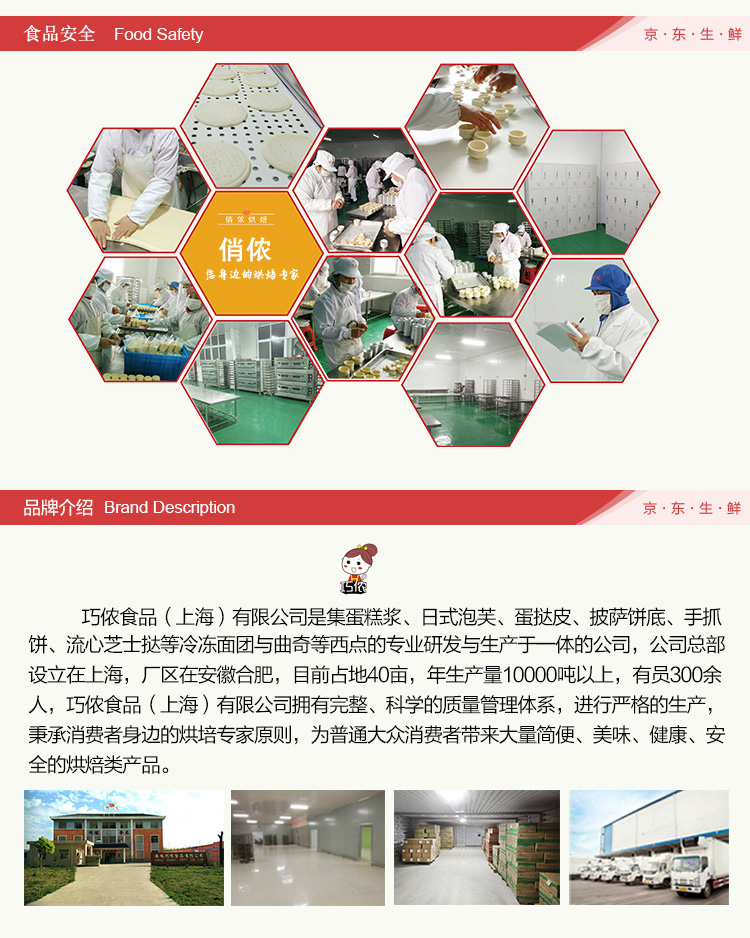 食品安全 Food Safety
京·东·生·鲜
俏侬烘焙
俏侬
您身边的烘焙专家
品牌介绍 Brand Description
京·东·生·鲜
巧侬
巧侬食品（上海）有限公司是集蛋糕浆、日式泡芙、蛋挞皮、披萨饼底、手抓
饼、流心芝士挞等冷冻面团与曲奇等西点的专业研发与生产于一体的公司，公司总部
设立在上海，厂区在安徽合肥，目前占地40亩，年生产量10000吨以上，有员300余
人，巧侬食品（上海）有限公司拥有完整、科学的质量管理体系，进行严格的生产，
秉承消费者身边的烘培专家原则，为普通大众消费者带来大量简便、美味、健康、安
全的烘焙类产品。